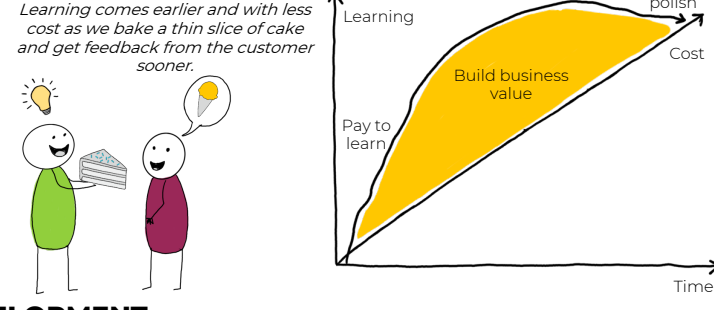 Learning comes earlier and with less
cost as we bake a thin slice of cake
and get feedback from the customer
sooner.
polish
Learning
Cost
Build business
value
Pay to
learn
Time